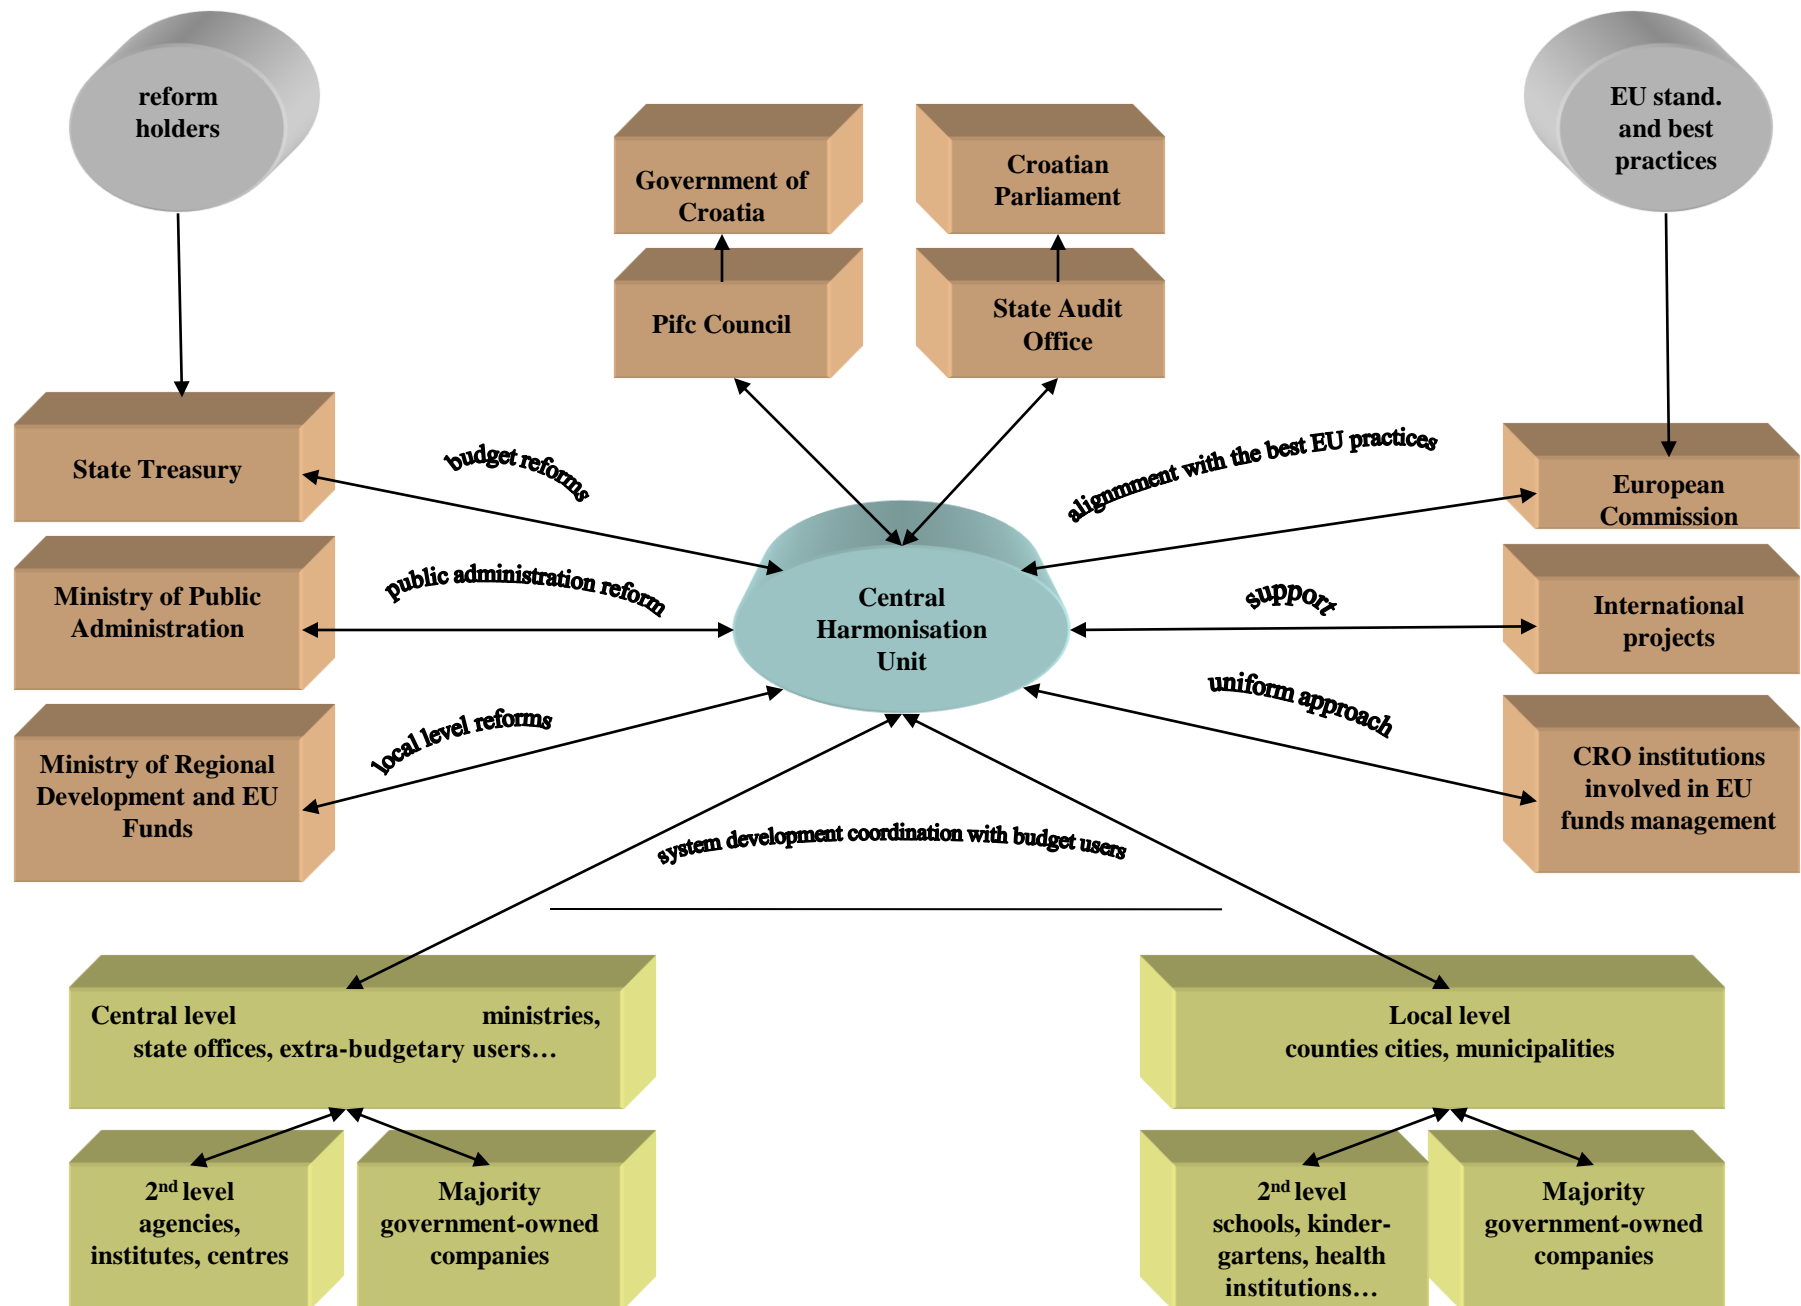 reform
holders
EU stand.
and best
practices
Government of
Croatia
Croatian
Parliament
Pifc Council
State Audit
Office
State Treasury
budget reforms
alignmment with the best EU practices
European
Commission
Ministry of Public
Administration
public administration reform
Central
Harmonisation
Unit
support
International
projects
Ministry of Regional
Development and EU
Funds
local level reforms
uniform approach
CRO institutions
involved in EU
funds management
system development coordination with budget users
Central level ministries,
state offices, extra-budgetary users…
Local level
counties cities, municipalities
2nd level
agencies,
institutes, centres
Majority
government-owned
companies
2nd level
schools, kinder-
gartens, health
institutions…
Majority
government-owned
companies